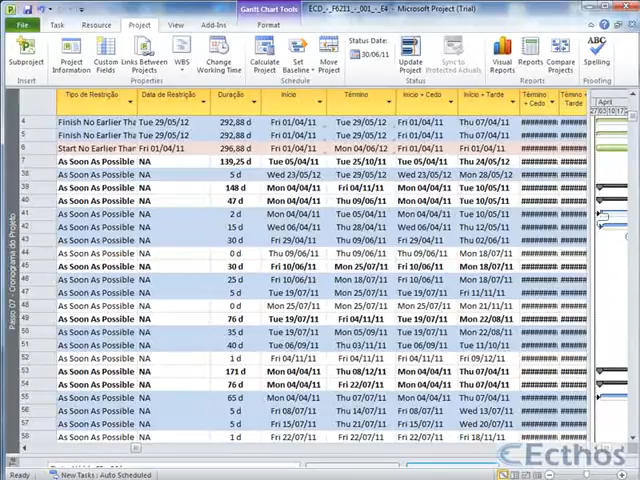 Gantt Chart Tools
ECD_-_F6Z11_-_001_-_E4 - Microsoft Project (Trial)
File Task Resource Project View Add-Ins Format
Subproject
Project Information
Custom Fields
Links Between Projects
WBS
Change Working Time
Calculate Project
Set Baseline
Move Project
Status Date:
30/06/11
Update Project
Sync to Protected Actuals
Visual Reports
Reports
Compare Projects
Spelling
Insert Properties Schedule Status Reports Proofing
Tipo de Restrição Data de Restrição Duração Início Término Início + Cedo Início + Tarde Término + Cedo Término + Tarde
April
27/03 10/
4 Finish No Earlier Tha Tue 29/05/12 292,88 d Fri 01/04/11 Tue 29/05/12 Fri 01/04/11 Thu 07/04/11 ######## ########
5 Finish No Earlier Tha Tue 29/05/12 292,88 d Fri 01/04/11 Tue 29/05/12 Fri 01/04/11 Thu 07/04/11 ######## ########
6 Start No Earlier Than Fri 01/04/11 296,88 d Fri 01/04/11 Mon 04/06/12 Fri 01/04/11 Thu 07/04/11 ######## ########
7 As Soon As Possible NA 139,25 d Tue 05/04/11 Tue 25/10/11 Tue 05/04/11 Thu 24/05/12 ######## ########
38 As Soon As Possible NA 5 d Wed 23/05/12 Tue 29/05/12 Wed 23/05/12 Mon 28/05/12 ######## ########
39 As Soon As Possible NA 148 d Mon 04/04/11 Fri 04/11/11 Mon 04/04/11 Tue 10/05/11 ######## ########
40 As Soon As Possible NA 47 d Mon 04/04/11 Thu 09/06/11 Mon 04/04/11 Tue 10/05/11 ######## ########
41 As Soon As Possible NA 2 d Mon 04/04/11 Tue 05/04/11 Mon 04/04/11 Tue 10/05/11 ######## ########
42 As Soon As Possible NA 15 d Wed 06/04/11 Thu 28/04/11 Wed 06/04/11 Thu 12/05/11 ######## ########
43 As Soon As Possible NA 30 d Fri 29/04/11 Thu 09/06/11 Fri 29/04/11 Thu 02/06/11 ######## ########
44 As Soon As Possible NA 0 d Thu 09/06/11 Thu 09/06/11 Thu 09/06/11 Mon 18/07/11 ######## ########
45 As Soon As Possible NA 30 d Fri 10/06/11 Mon 25/07/11 Fri 10/06/11 Mon 18/07/11 ######## ########
46 As Soon As Possible NA 25 d Fri 10/06/11 Mon 18/07/11 Fri 10/06/11 Mon 18/07/11 ######## ########
47 As Soon As Possible NA 5 d Tue 19/07/11 Mon 25/07/11 Tue 19/07/11 Fri 11/11/11 ######## ########
48 As Soon As Possible NA 0 d Mon 25/07/11 Mon 25/07/11 Mon 25/07/11 Mon 21/11/11 ######## ########
49 As Soon As Possible NA 76 d Tue 19/07/11 Fri 04/11/11 Tue 19/07/11 Mon 22/08/11 ######## ########
50 As Soon As Possible NA 35 d Tue 19/07/11 Mon 05/09/11 Tue 19/07/11 Mon 22/08/11 ######## ########
51 As Soon As Possible NA 40 d Tue 06/09/11 Thu 03/11/11 Tue 06/09/11 Tue 11/10/11 ######## ########
52 As Soon As Possible NA 1 d Fri 04/11/11 Fri 04/11/11 Fri 04/11/11 Fri 09/12/11 ######## ########
53 As Soon As Possible NA 171 d Mon 04/04/11 Thu 08/12/11 Mon 04/04/11 Thu 07/04/11 ######## ########
54 As Soon As Possible NA 76 d Mon 04/04/11 Fri 22/07/11 Mon 04/04/11 Thu 07/04/11 ######## ########
55 As Soon As Possible NA 65 d Mon 04/04/11 Thu 07/07/11 Mon 04/04/11 Thu 07/04/11 ######## ########
56 As Soon As Possible NA 5 d Fri 08/07/11 Thu 14/07/11 Fri 08/07/11 Wed 13/07/11 ######## ########
57 As Soon As Possible NA 5 d Fri 15/07/11 Thu 21/07/11 Fri 15/07/11 Wed 20/07/11 ######## ########
58 As Soon As Possible NA 1 d Fri 22/07/11 Fri 22/07/11 Fri 22/07/11 Fri 18/11/11
Passo 07 - Cronograma do Projeto
Ecthos
Ready New Tasks : Auto Scheduled